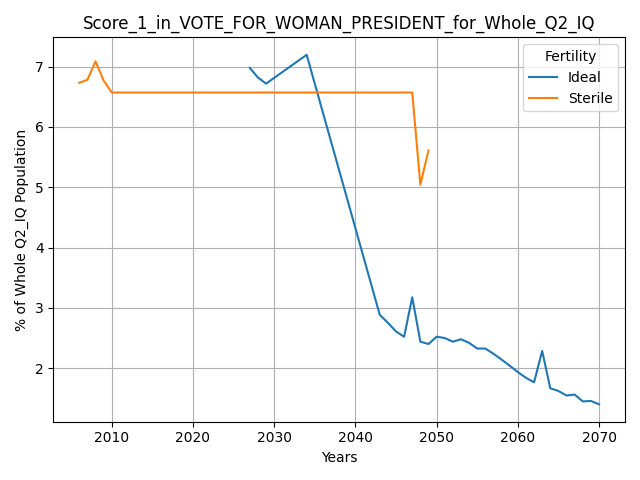 Score_1_in_VOTE_FOR_WOMAN_PRESIDENT_for_Whole_Q2_IQ
Fertility
Ideal
Sterile
% of Whole Q2_IQ Population
7
6
5
4
3
2
2010 2020 2030 2040 2050 2060 2070
Years